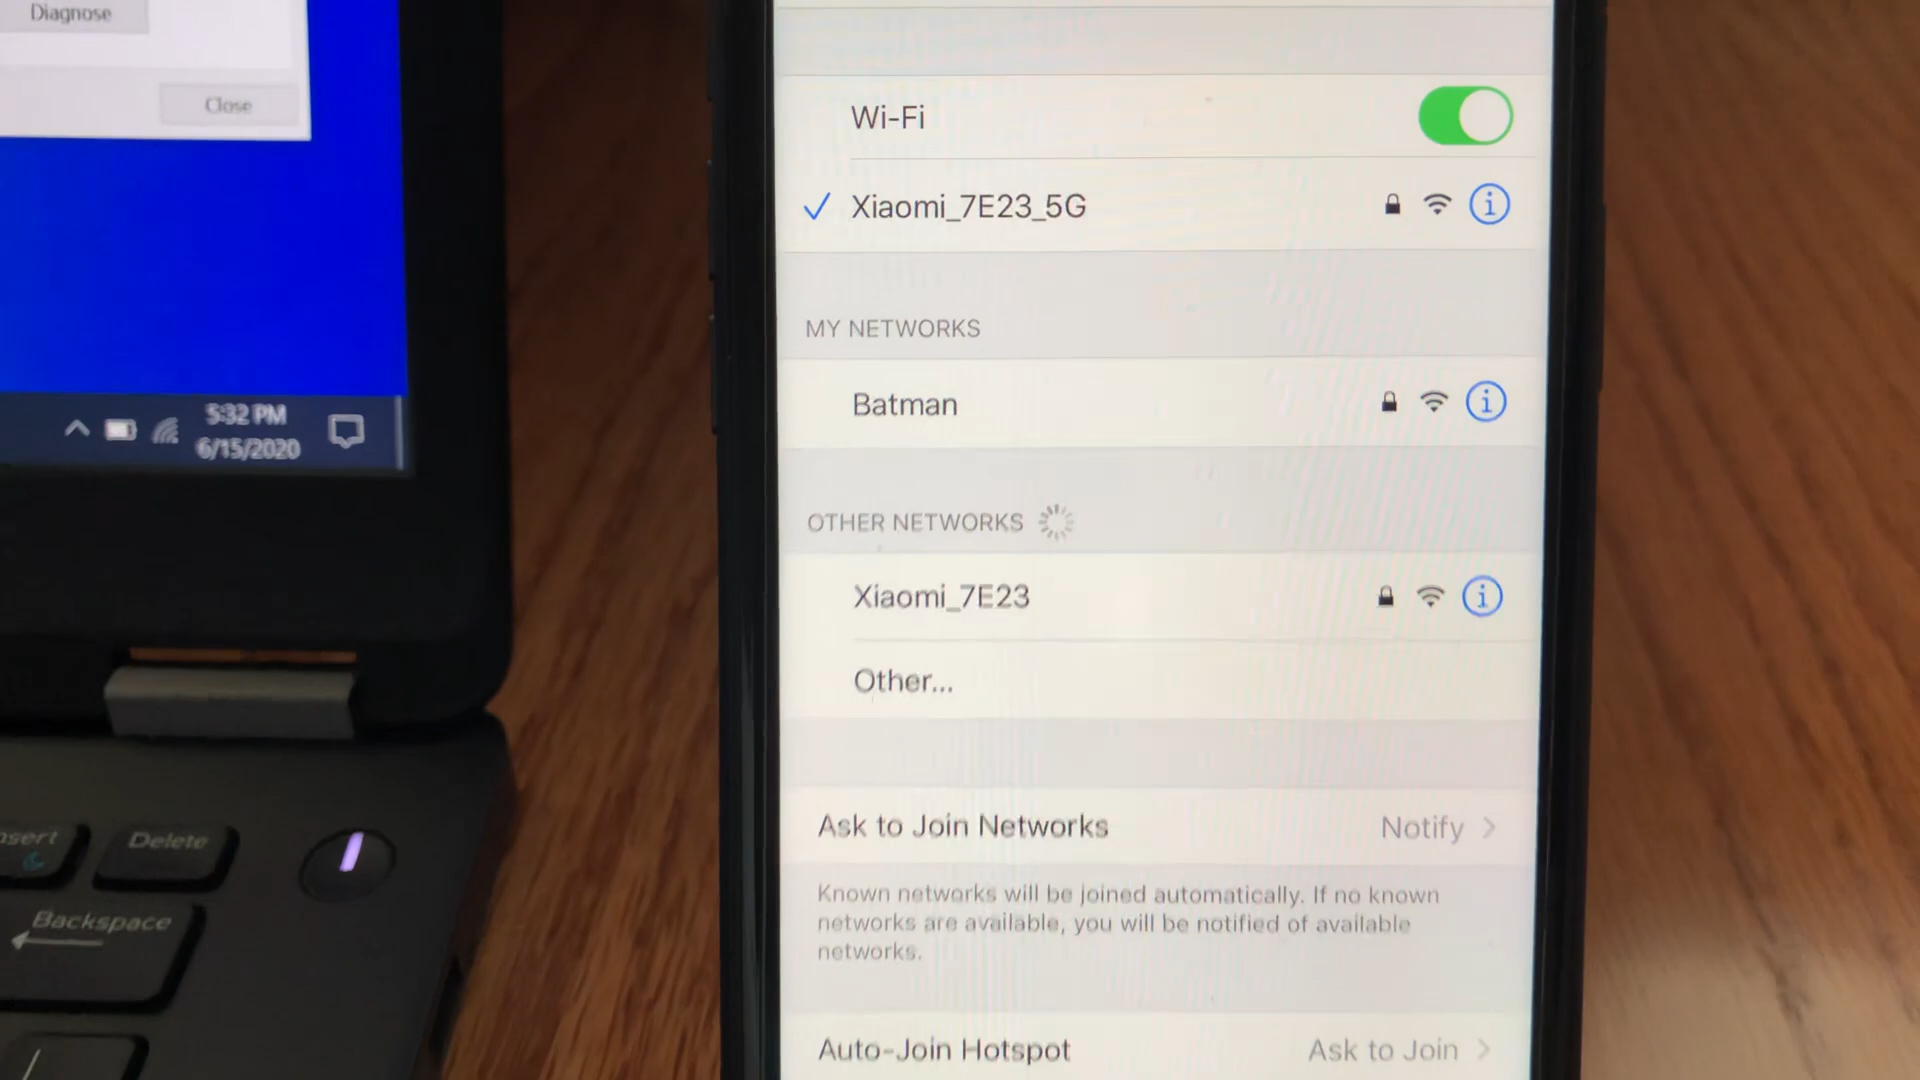 Diagnose
Close
5:32 PM
6/15/2020
Delete
Backspace
Wi-Fi
Xiaomi_7E23_5G
MY NETWORKS
Batman
OTHER NETWORKS
Xiaomi_7E23
Other...
Ask to Join Networks Notify
Known networks will be joined automatically. If no known
networks are available, you will be notified of available
networks.
Auto-Join Hotspot Ask to Join